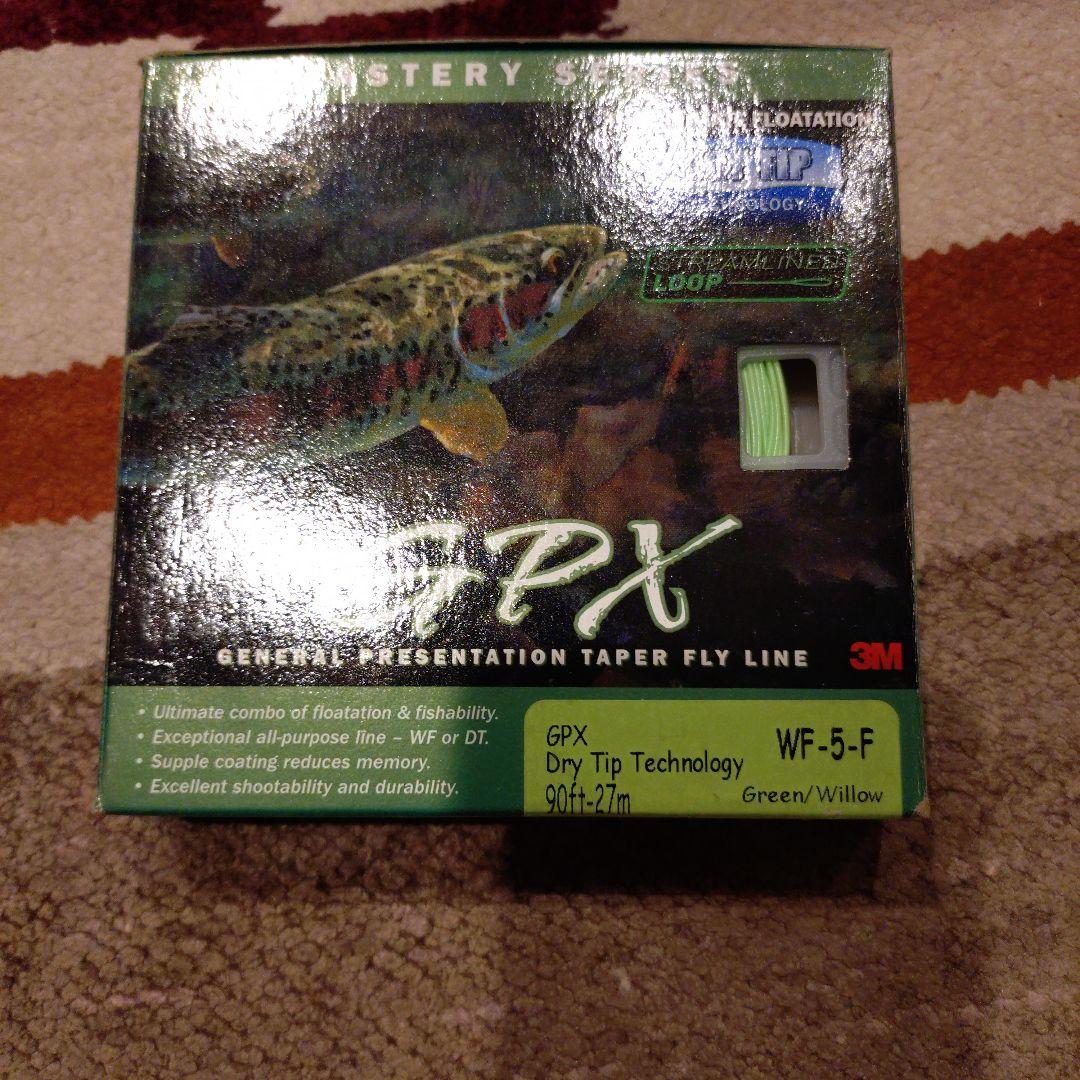 STERY SERIES
FLOATATION
TIP
STREAMLINED
LOOP
GPX
GENERAL PRESENTATION TAPER FLY LINE
3M
• Ultimate combo of floatation & fishability.
• Exceptional all-purpose line – WF or DT.
• Supple coating reduces memory.
• Excellent shootability and durability.
GPX
WF-5-F
Dry Tip Technology
90ft-27m
Green/Willow